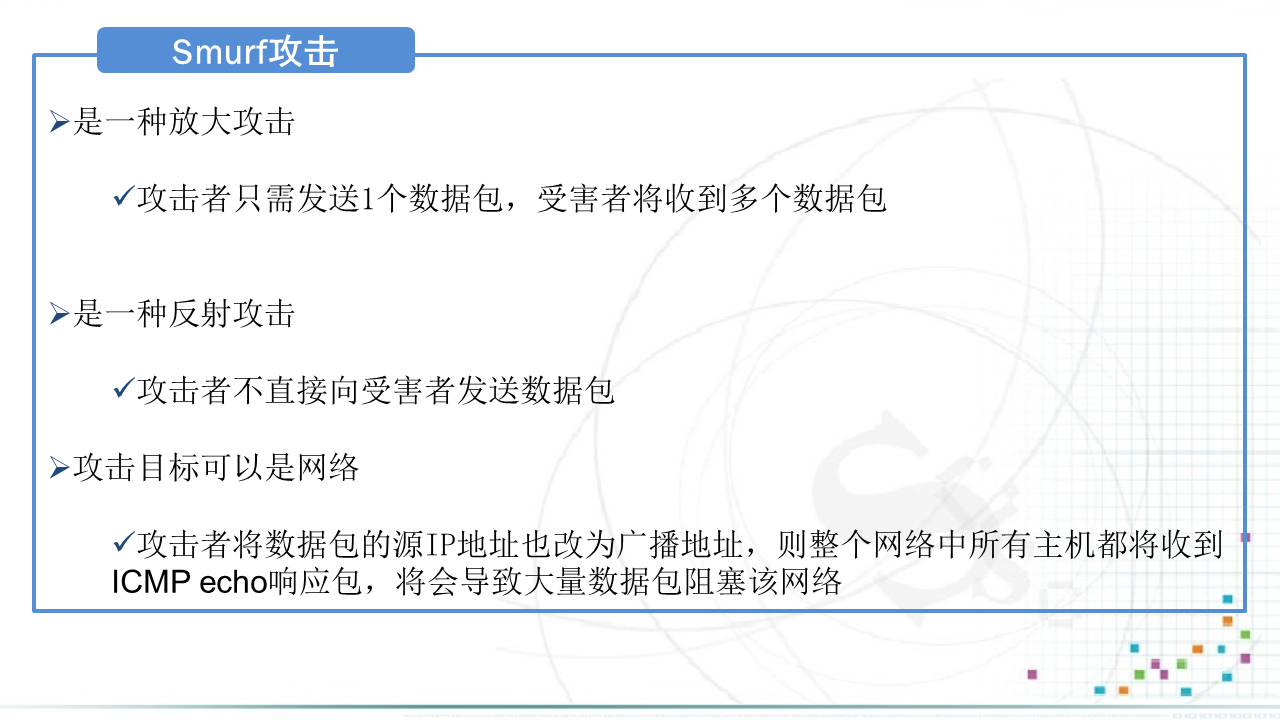 Smurf攻击
➢是一种放大攻击
✓攻击者只需发送1个数据包，受害者将收到多个数据包
➢是一种反射攻击
✓攻击者不直接向受害者发送数据包
➢攻击目标可以是网络
✓攻击者将数据包的源IP地址也改为广播地址，则整个网络中所有主机都将收到
ICMP echo响应包，将会导致大量数据包阻塞该网络